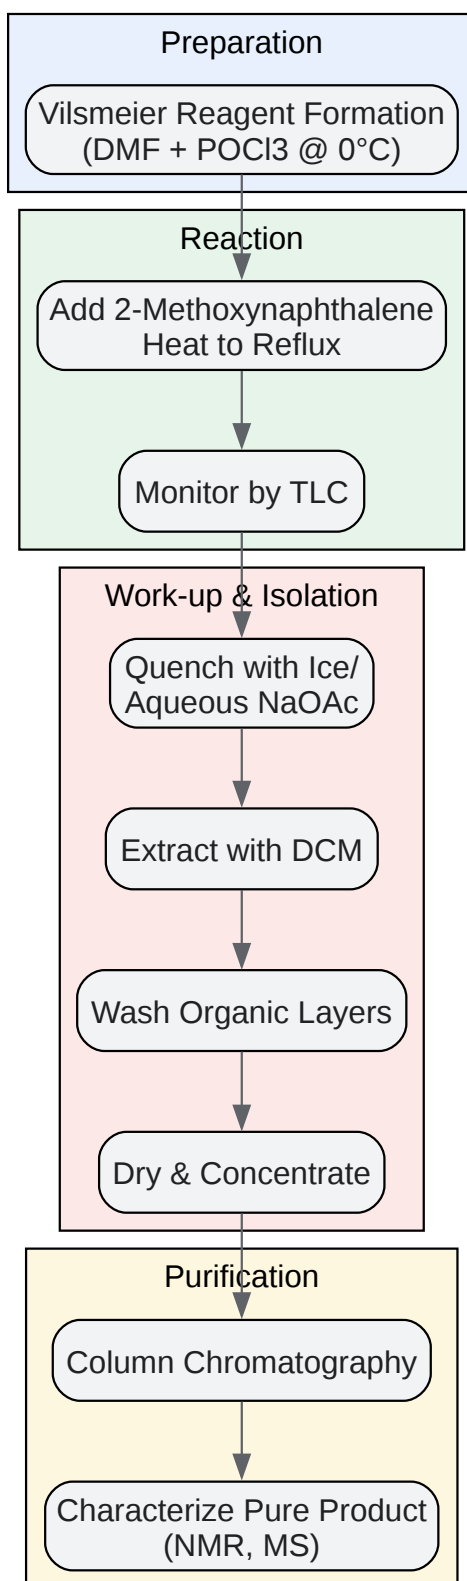 Preparation
Vilsmeier Reagent Formation
(DMF + POCl3 @ 0°C)
Reaction
Add 2-Methoxynaphthalene
Heat to Reflux
Monitor by TLC
Work-up & Isolation
Quench with Ice/
Aqueous NaOAc
Extract with DCM
Wash Organic Layers
Dry & Concentrate
Purification
Column Chromatography
Characterize Pure Product
(NMR, MS)